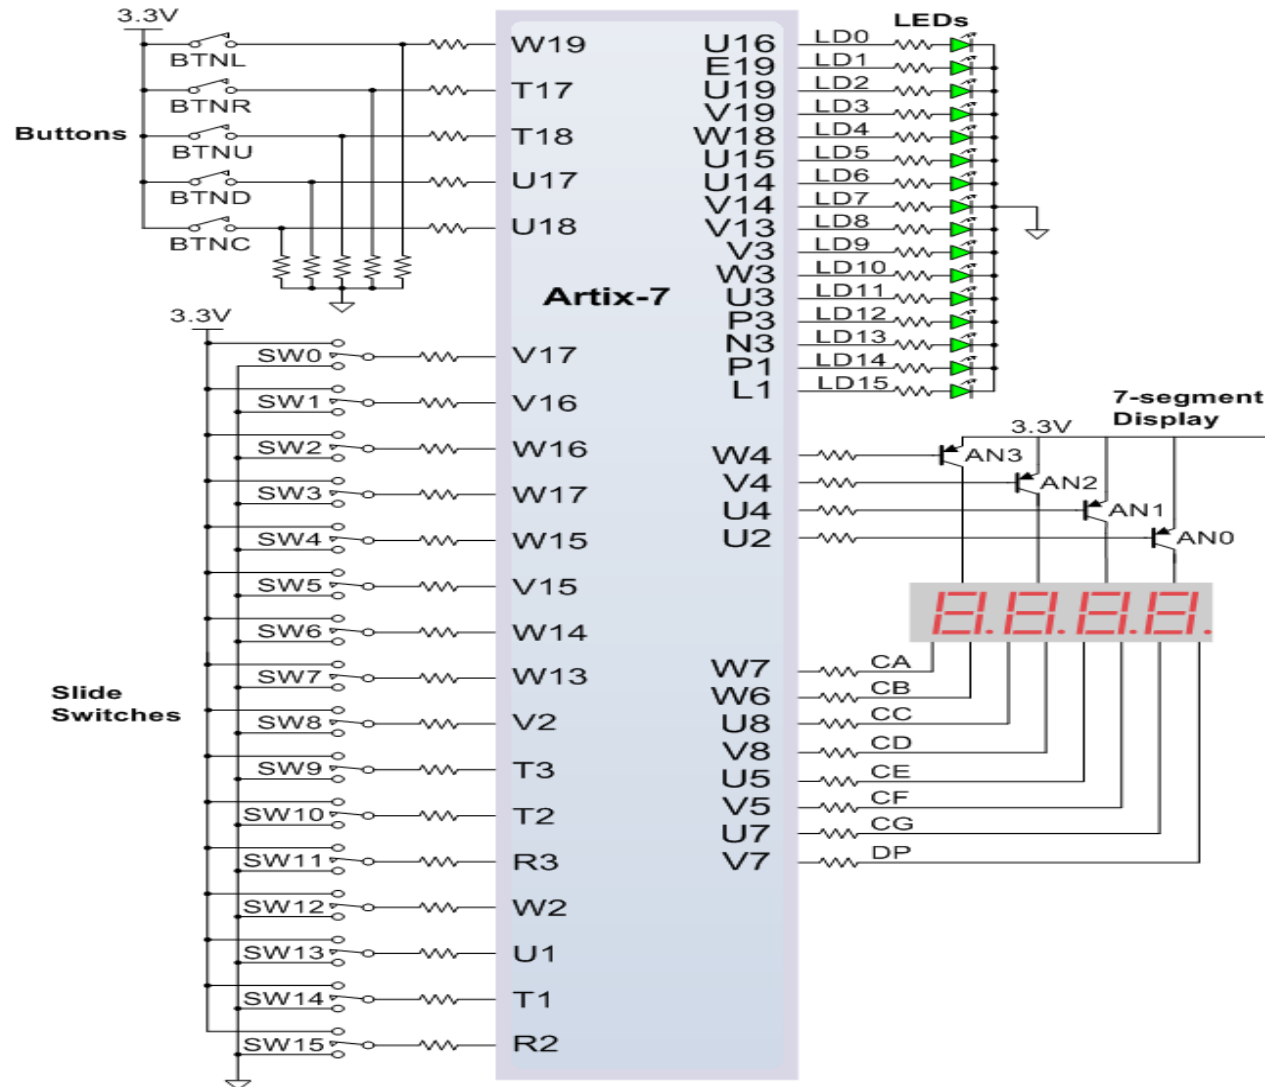 3.3V
BTNL
BTNR
Buttons
BTNU
BTND
BTNC
W19
T17
T18
U17
U18
Artix-7
3.3V
SW0
SW1
SW2
SW3
SW4
SW5
SW6
SW7
Slide
Switches
SW8
SW9
SW10
SW11
SW12
SW13
SW14
SW15
V17
V16
W16
W17
W15
V15
W14
W13
V2
T3
T2
R3
W2
U1
T1
R2
LEDs
U16 LD0
E19 LD1
U19 LD2
V19 LD3
W18 LD4
U15 LD5
U14 LD6
V14 LD7
V13 LD8
V3 LD9
W3 LD10
U3 LD11
P3 LD12
N3 LD13
P1 LD14
L1 LD15
7-segment
Display
3.3V
W4 AN3
V4 AN2
U4 AN1
U2 AN0
8.8.8.8.
W7 CA
W6 CB
U8 CC
V8 CD
U5 CE
V5 CF
U7 CG
V7 DP